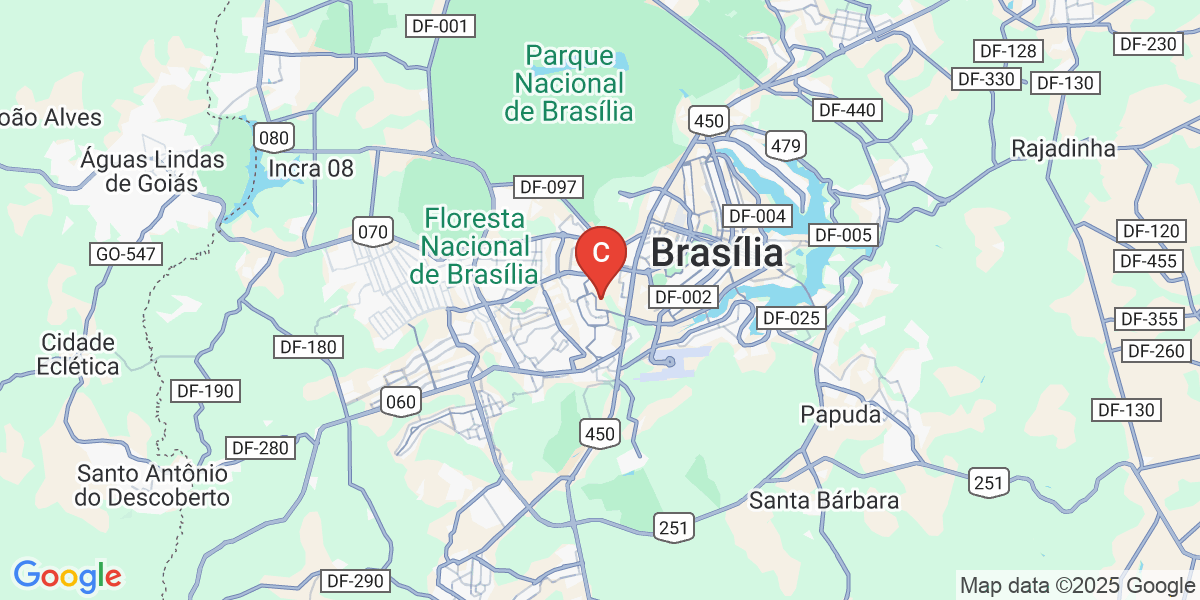 DF-001
DF-128
DF-230
Parque
Nacional
de Brasília
DF-330
DF-130
oão Alves
080
450
DF-440
479
Águas Lindas
de Goiás
Incra 08
Rajadinha
DF-097
Floresta
Nacional
de Brasília
DF-004
070
DF-005
DF-120
GO-547
C
Brasília
DF-455
DF-002
DF-025
DF-355
Cidade
Eclética
DF-180
DF-260
DF-190
060
Papuda
DF-130
450
DF-280
Santo Antônio
do Descoberto
251
Santa Bárbara
251
Google
DF-290
Map data ©2025 Google